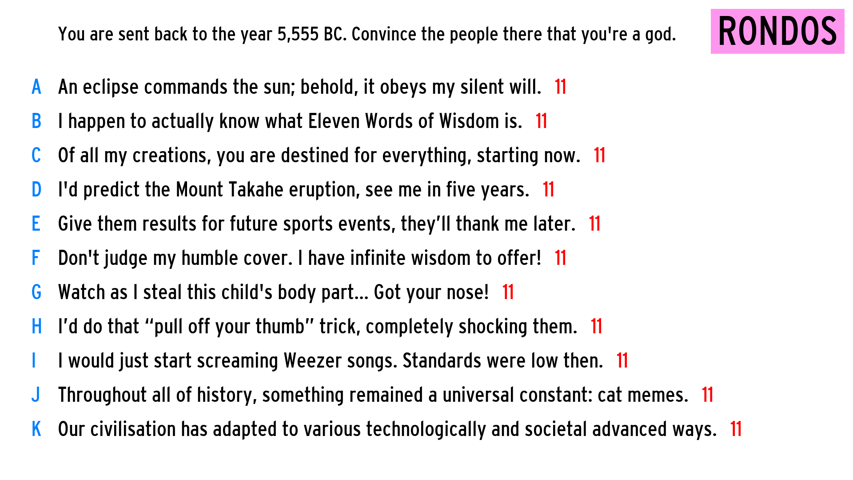 You are sent back to the year 5,555 BC. Convince the people there that you're a god.
RONDOS
A An eclipse commands the sun; behold, it obeys my silent will. 11
B I happen to actually know what Eleven Words of Wisdom is. 11
C Of all my creations, you are destined for everything, starting now. 11
D I'd predict the Mount Takahe eruption, see me in five years. 11
E Give them results for future sports events, they’ll thank me later. 11
F Don't judge my humble cover. I have infinite wisdom to offer! 11
G Watch as I steal this child's body part... Got your nose! 11
H I’d do that “pull off your thumb” trick, completely shocking them. 11
I I would just start screaming Weezer songs. Standards were low then. 11
J Throughout all of history, something remained a universal constant: cat memes. 11
K Our civilisation has adapted to various technologically and societal advanced ways. 11